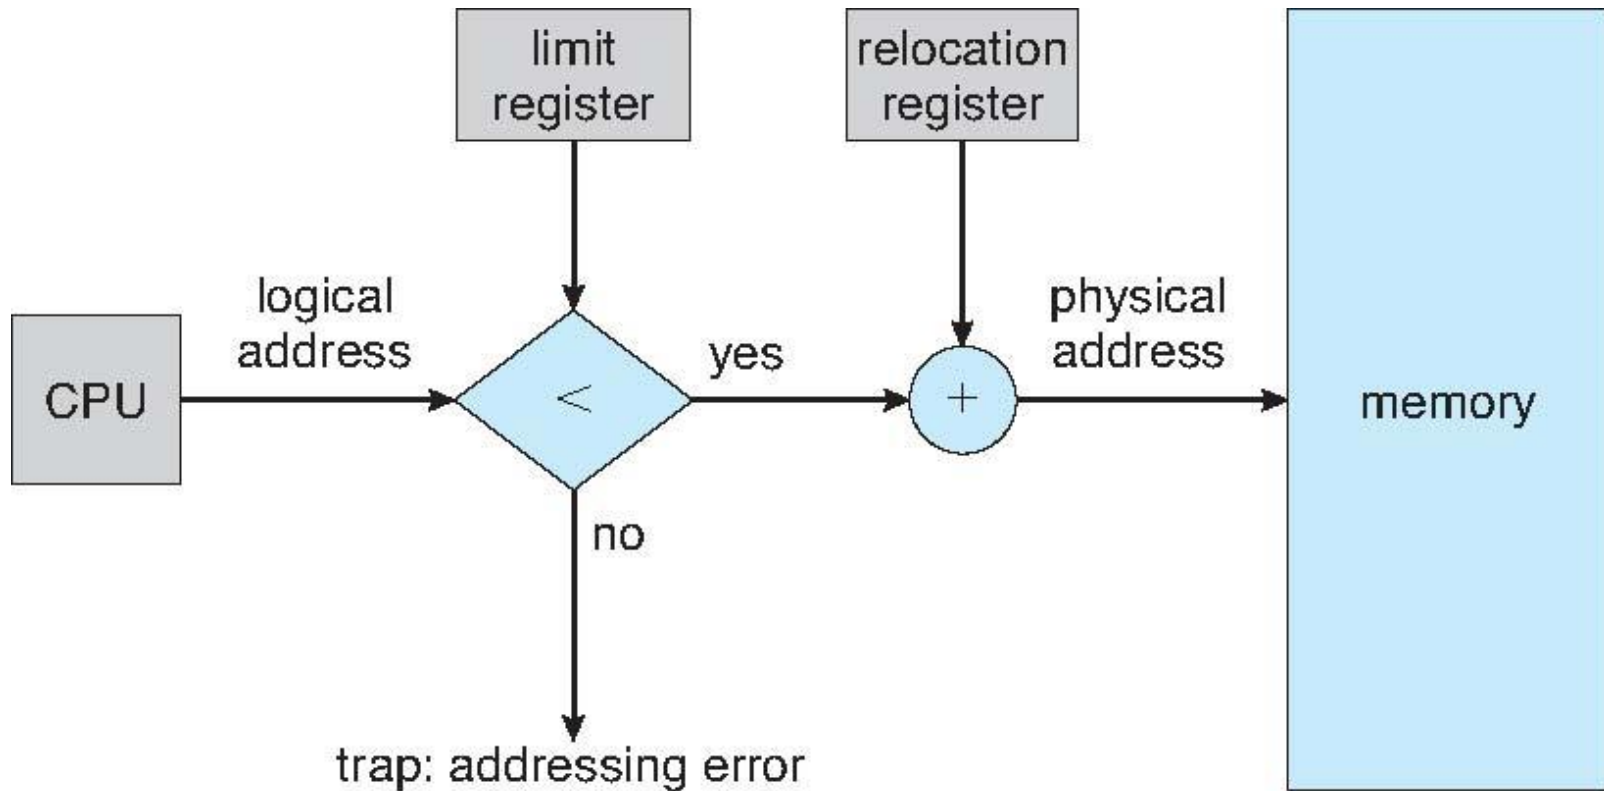 limit
register
relocation
register
logical
address
physical
address
CPU
<
yes
+
memory
no
trap: addressing error